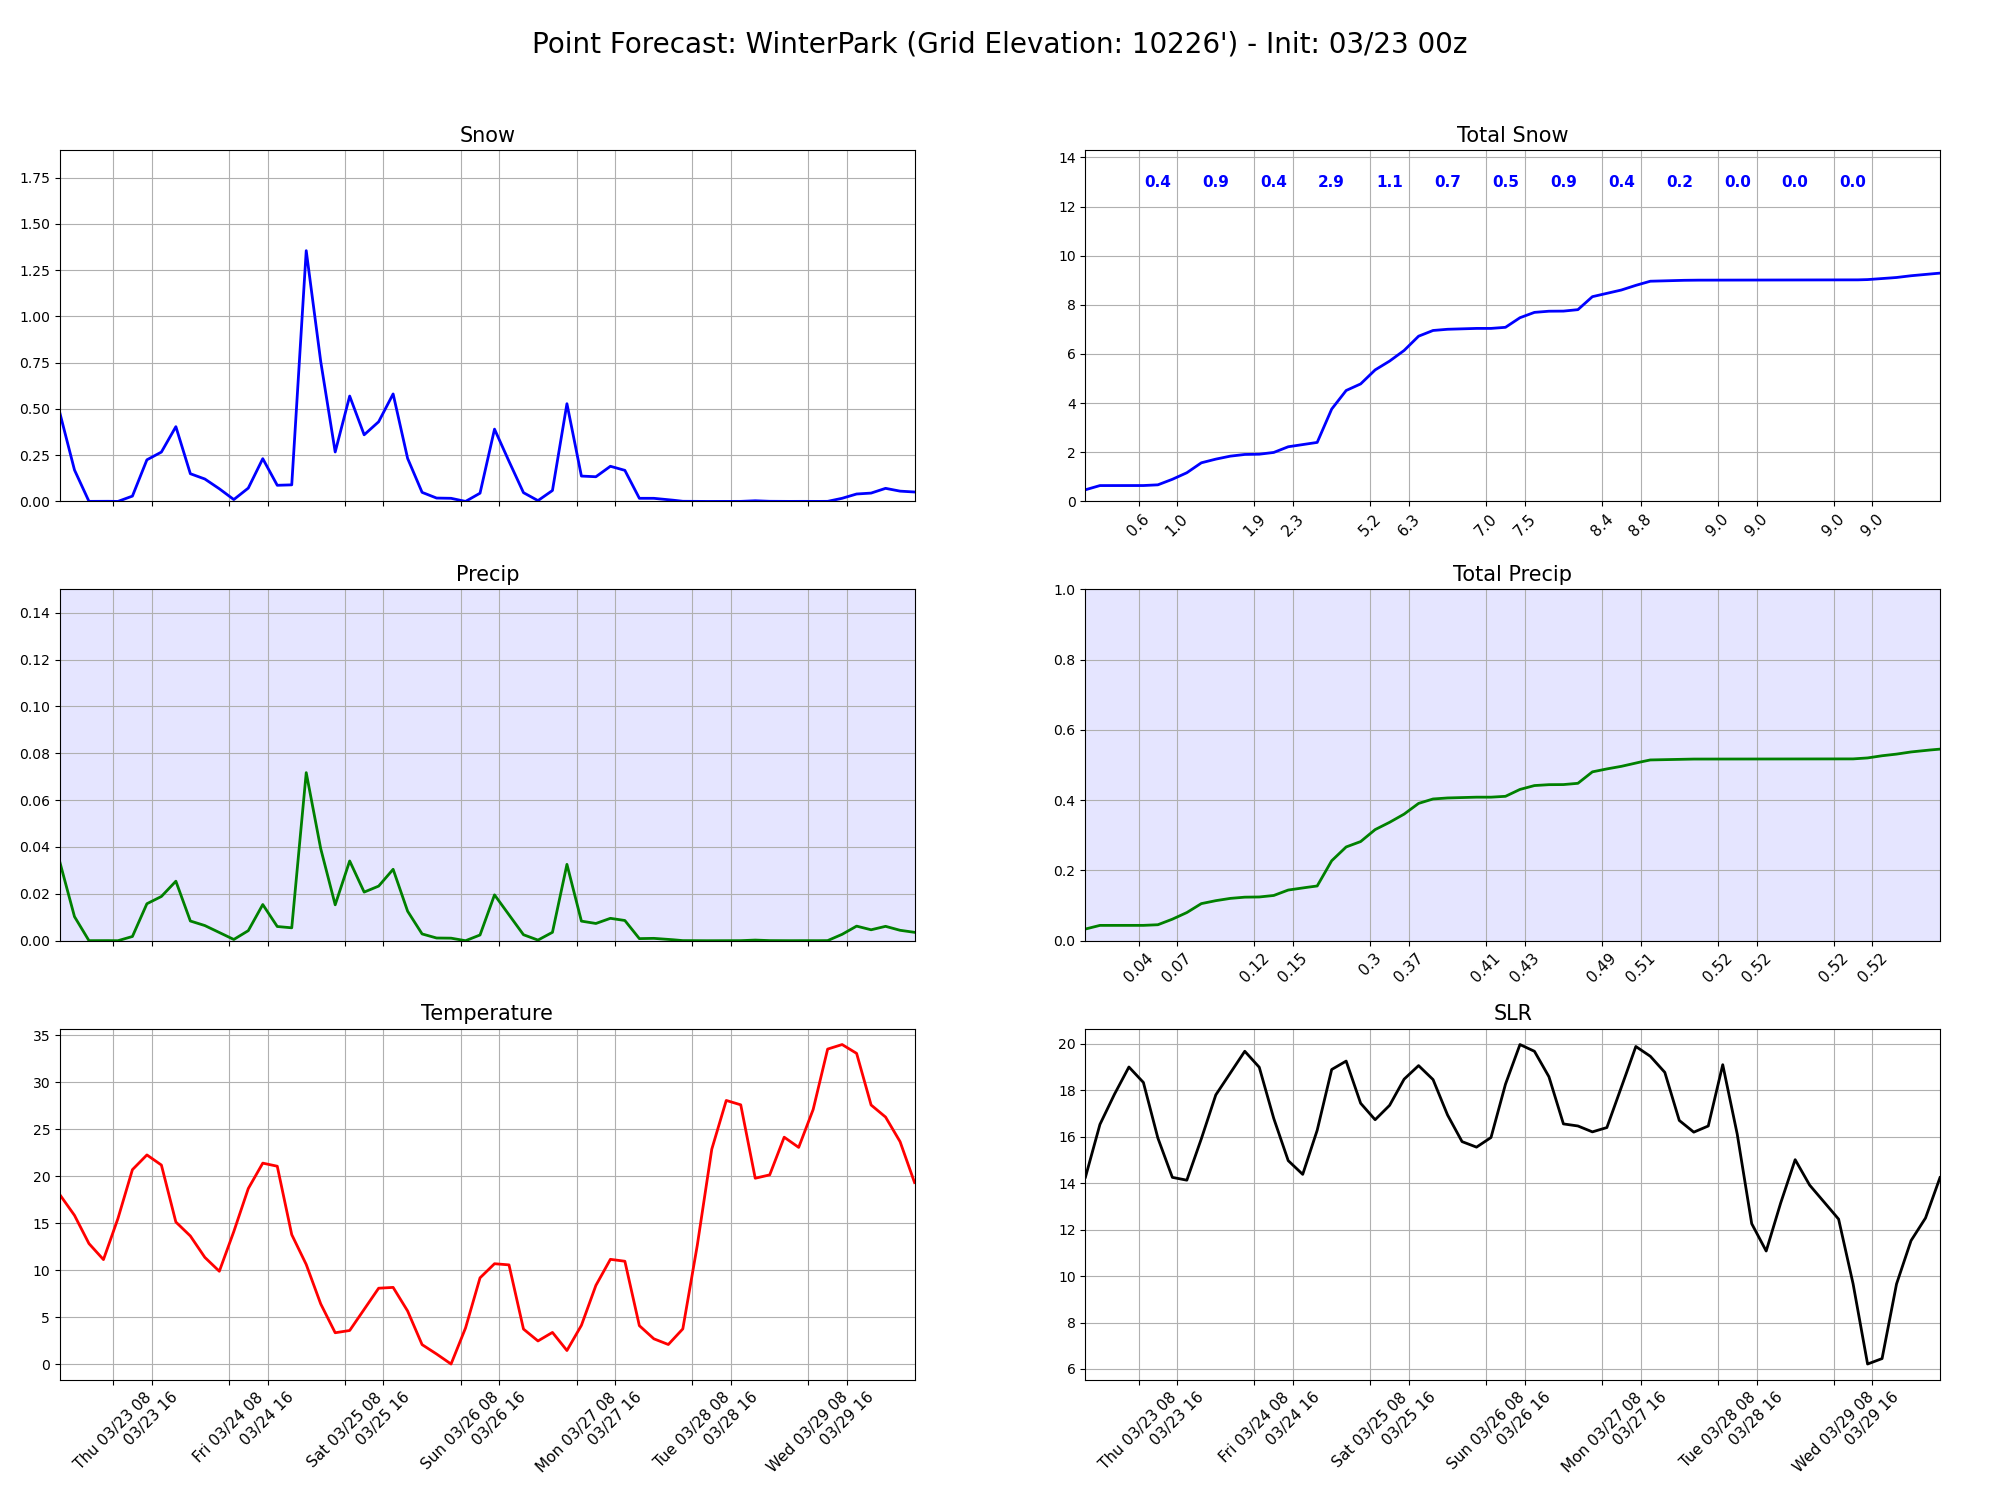 Point Forecast: WinterPark (Grid Elevation: 10226') - Init: 03/23 00z
Snow
1.75
1.50
1.25
1.00
0.75
0.50
0.25
0.00
Total Snow
14
12
10
8
6
4
2
0
0.4 0.9 0.4 2.9 1.1 0.7 0.5 0.9 0.4 0.2 0.0 0.0 0.0
0.6 1.0 1.9 2.3 5.2 6.3 7.0 7.5 8.4 8.8 9.0 9.0 9.0 9.0
Precip
0.14
0.12
0.10
0.08
0.06
0.04
0.02
0.00
Total Precip
1.0
0.8
0.6
0.4
0.2
0.0
0.04 0.07 0.12 0.15 0.3 0.37 0.41 0.43 0.49 0.51 0.52 0.52 0.52 0.52
Temperature
35
30
25
20
15
10
5
0
Thu 03/23 08
03/23 16
Fri 03/24 08
03/24 16
Sat 03/25 08
03/25 16
Sun 03/26 08
03/26 16
Mon 03/27 08
03/27 16
Tue 03/28 08
03/28 16
Wed 03/29 08
03/29 16
SLR
20
18
16
14
12
10
8
6
Thu 03/23 08
03/23 16
Fri 03/24 08
03/24 16
Sat 03/25 08
03/25 16
Sun 03/26 08
03/26 16
Mon 03/27 08
03/27 16
Tue 03/28 08
03/28 16
Wed 03/29 08
03/29 16